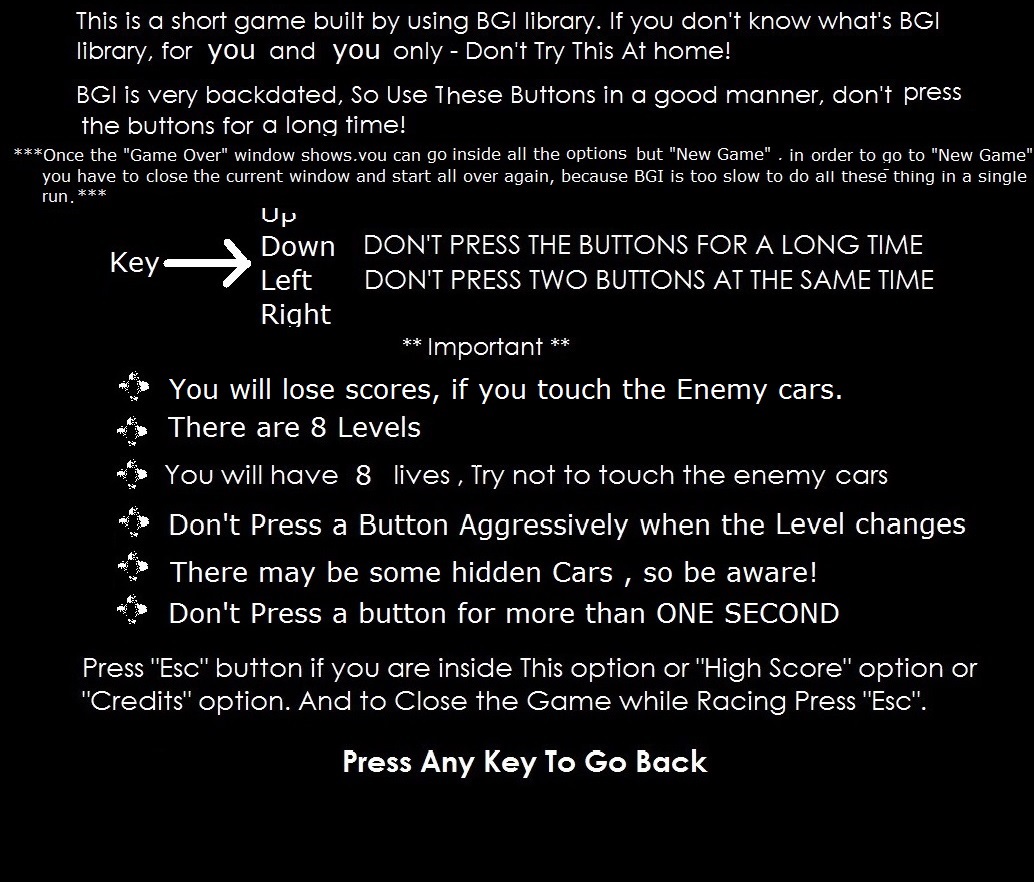 This is a short game built by using BGI library. If you don't know what's BGI
library, for you and you only - Don't Try This At home!
BGI is very backdated, So Use These Buttons in a good manner, don't press
the buttons for a long time!
***Once the "Game Over" window shows.you can go inside all the options but "New Game" . in order to go to "New Game"
you have to close the current window and start all over again, because BGI is too slow to do all these thing in a single
run.***
Up
Down DON'T PRESS THE BUTTONS FOR A LONG TIME
Key
Left DON'T PRESS TWO BUTTONS AT THE SAME TIME
Right
** Important **
You will lose scores, if you touch the Enemy cars.
There are 8 Levels
You will have 8 lives , Try not to touch the enemy cars
Don't Press a Button Aggressively when the Level changes
There may be some hidden Cars , so be aware!
Don't Press a button for more than ONE SECOND
Press "Esc" button if you are inside This option or "High Score" option or
"Credits" option. And to Close the Game while Racing Press "Esc".
Press Any Key To Go Back